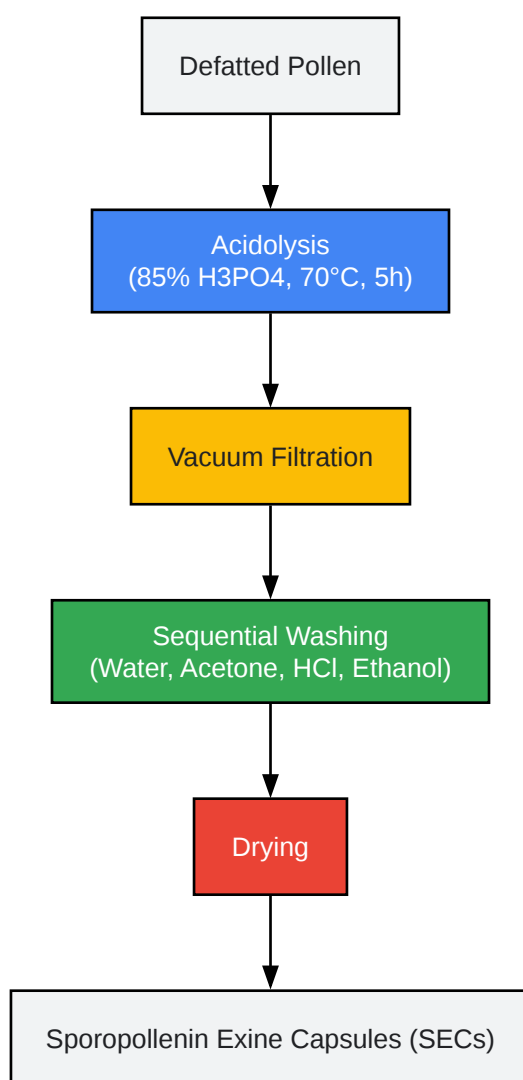 Defatted Pollen
Acidolysis
(85% H3PO4, 70°C, 5h)
Vacuum Filtration
Sequential Washing
(Water, Acetone, HCl, Ethanol)
Drying
Sporopollenin Exine Capsules (SECs)